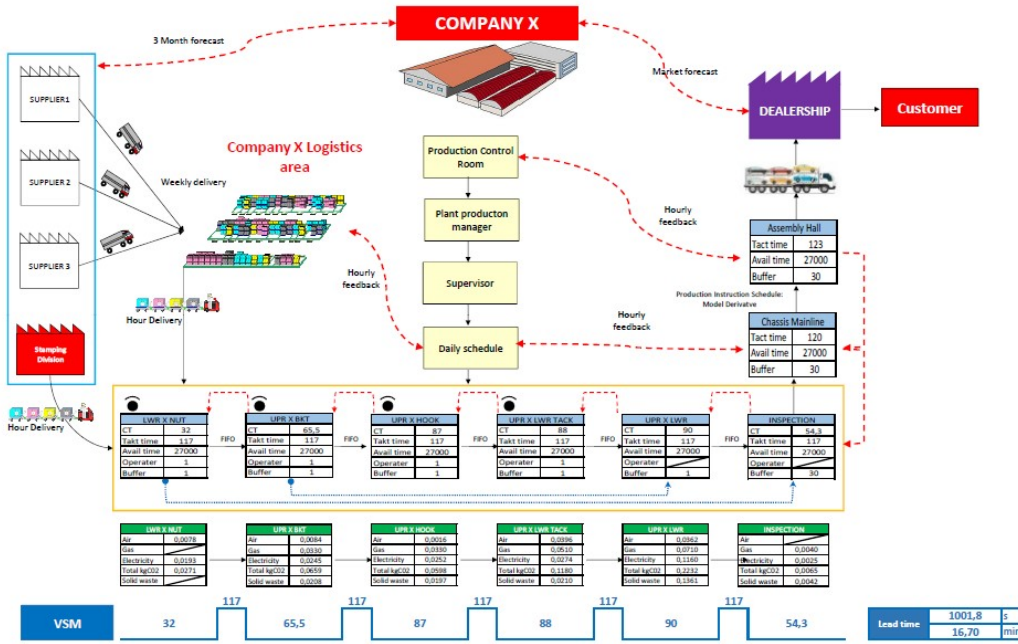 COMPANY X
3 Month forecast
Market forecast
SUPPLIER1
SUPPLIER 2
SUPPLIER 3
Stamping
Division
Weekly delivery
Company X Logistics
area
Hour Delivery
Hour Delivery
Production Control
Room
Plant producton
manager
Supervisor
Daily schedule
Hourly
feedback
Hourly
feedback
Hourly
feedback
DEALERSHIP
Customer
Assembly Hall
Tact time 123
Avail time 27000
Buffer 30
Production Instruction Schedule:
Model Derivatve
Chassis Mainline
Tact time 120
Avail time 27000
Buffer 30
LWR X NUT
CT 32
Takt time 117
Avail time 27000
Operater 1
Buffer 1
FIFO
UPR X BKT
CT 65,5
Takt time 117
Avail time 27000
Operater 1
Buffer 1
FIFO
UPR X HOOK
CT 87
Takt time 117
Avail time 27000
Operater 1
Buffer 1
FIFO
UPR X LWR TACK
CT 88
Takt time 117
Avail time 27000
Operater 1
Buffer 1
FIFO
UPR X LWR
CT 90
Takt time 117
Avail time 27000
Operater
Buffer 1
FIFO
INSPECTION
CT 54,3
Takt time 117
Avail time 27000
Operater
Buffer 30
LWR X NUT
Air 0,0078
Gas
Electricity 0,0193
Total kgCO2 0,0271
Solid waste
UPR X BKT
Air 0,0084
Gas 0,0330
Electricity 0,0245
Total kgCO2 0,0659
Solid waste 0,0208
UPR X HOOK
Air 0,0016
Gas 0,0330
Electricity 0,0252
Total kgCO2 0,0598
Solid waste 0,0197
UPR X LWR TACK
Air 0,0396
Gas 0,0510
Electricity 0,0274
Total kgCO2 0,1180
Solid waste 0,0210
UPR X LWR
Air 0,0362
Gas 0,0710
Electricity 0,1160
Total kgCO2 0,2232
Solid waste 0,1361
INSPECTION
Air
Gas 0,0040
Electricity 0,0025
Total kgCO2 0,0065
Solid waste 0,0042
VSM
32
117
65,5
117
87
117
88
117
90
117
54,3
Lead time
1001,8 s
16,70 min